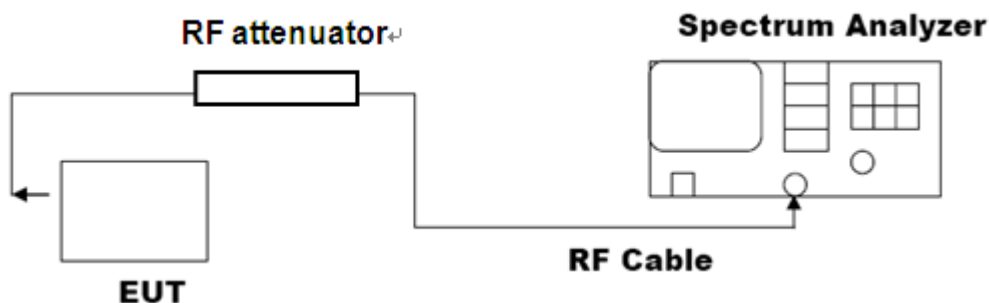 RF attenuator↵
Spectrum Analyzer
RF Cable
EUT